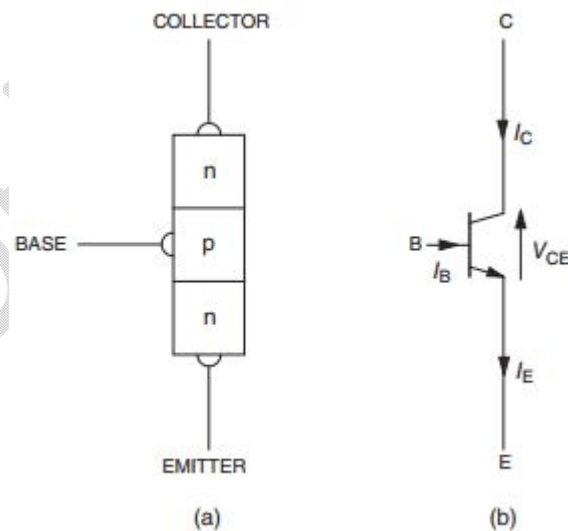 COLLECTOR
n
BASE
p
n
EMITTER
(a)
C
I_C
B
I_B
V_CE
I_E
E
(b)